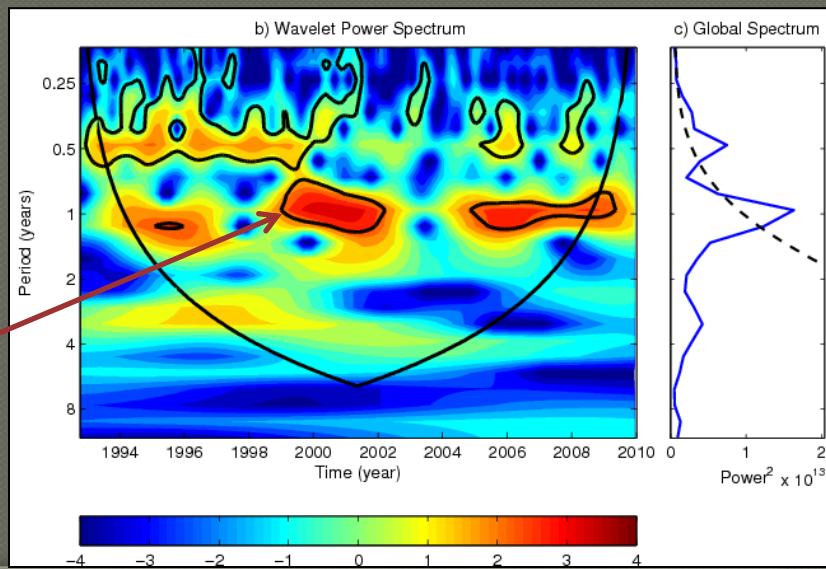 b) Wavelet Power Spectrum
c) Global Spectrum
Period (years)
0.25
0.5
1
2
4
8
1994 1996 1998 2000 2002 2004 2006 2008 2010
Time (year)
0 1 2
Power² x 10¹³
−4 −3 −2 −1 0 1 2 3 4